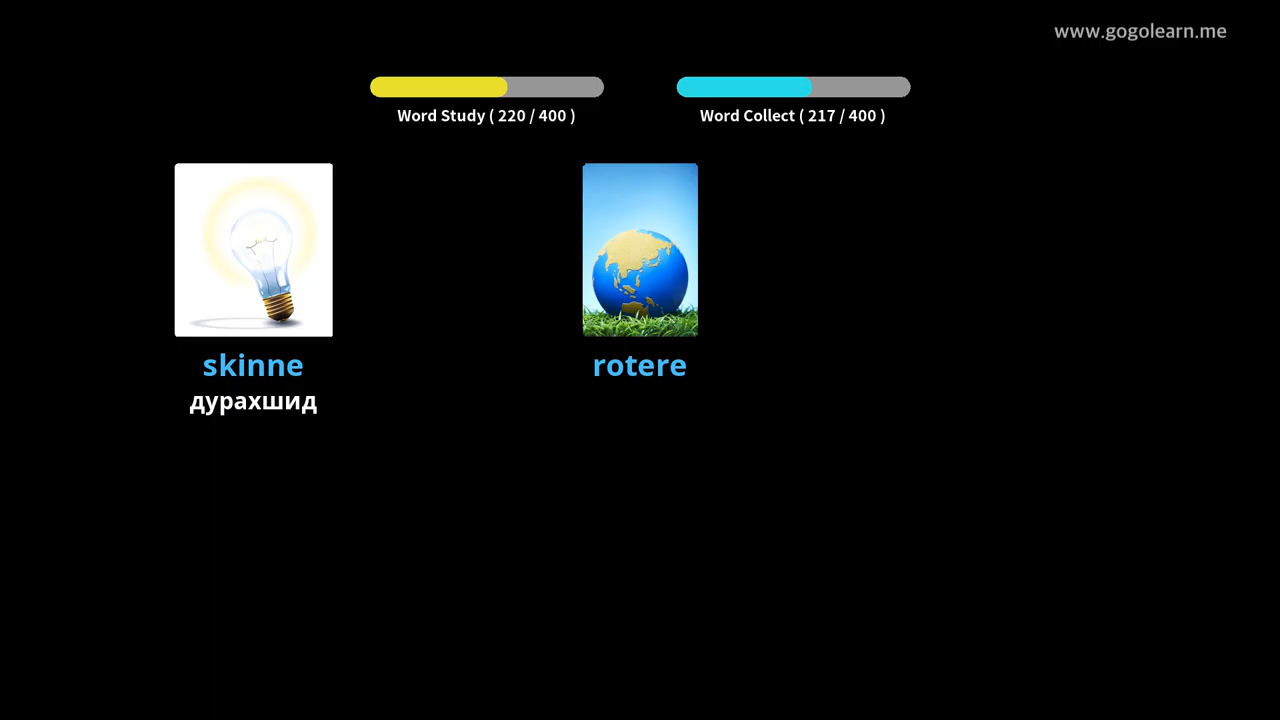 www.gogolearn.me
Word Study ( 220 / 400 )
Word Collect ( 217 / 400 )
skinne
дурахшид
rotere